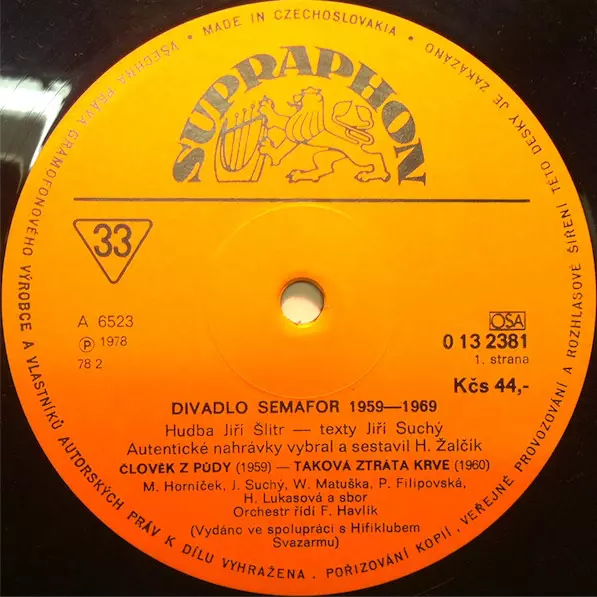 VŠECHNA PRÁVA GRAMOFONOVÉHO VÝROBCE A VLASTNÍKŮ AUTORSKÝCH PRÁV K DÍLU VYHRAŽENA . POŘIZOVÁNÍ KOPIÍ , VEŘEJNÉ PROVOZOVÁNÍ A ROZHLASOVÉ ŠÍŘENÍ TÉTO DESKY JE ZAKÁZÁNO
• MADE IN CZECHOSLOVAKIA •
SUPRAPHON
33
A 6523
Ⓟ 1978
78 2
OSA
0 13 2381
1. strana
Kčs 44,-
DIVADLO SEMAFOR 1959—1969
Hudba Jiří Šlitr — texty Jiří Suchý
Autentické nahrávky vybral a sestavil H. Žalčík
ČLOVĚK Z PŮDY (1959) — TAKOVÁ ZTRÁTA KRVE (1960)
M. Horníček, J. Suchý, W. Matuška, P. Filipovská,
H. Lukasová a sbor
Orchestr řídí F. Havlík
(Vydáno ve spolupráci s Hifiklubem
Svazarmu)